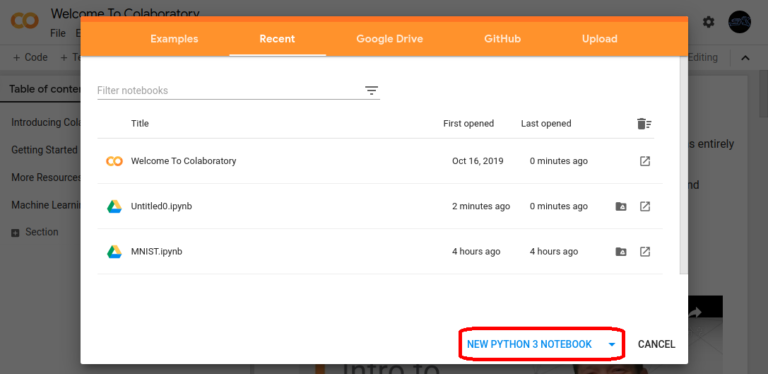 Welcome To Colaboratory
File
Examples Recent Google Drive GitHub Upload
+ Code + Te
Editing
Filter notebooks
Table of conten
Title First opened Last opened
Introducing Cola
s entirely
Welcome To Colaboratory Oct 16, 2019 0 minutes ago
Getting Started
More Resources
nd
Machine Learnin
Untitled0.ipynb 2 minutes ago 0 minutes ago
Section
MNIST.ipynb 4 hours ago 4 hours ago
NEW PYTHON 3 NOTEBOOK CANCEL
Intro to